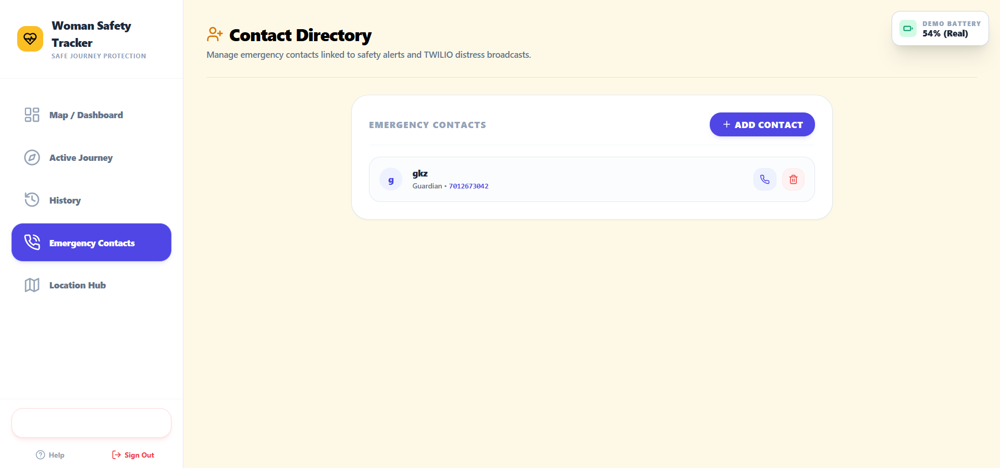 Woman Safety
Tracker
SAFE JOURNEY PROTECTION
Map / Dashboard
Active Journey
History
Emergency Contacts
Location Hub
Help
Sign Out
Contact Directory
Manage emergency contacts linked to safety alerts and TWILIO distress broadcasts.
DEMO BATTERY
54% (Real)
EMERGENCY CONTACTS
+ ADD CONTACT
g
gkz
Guardian • 7012673042